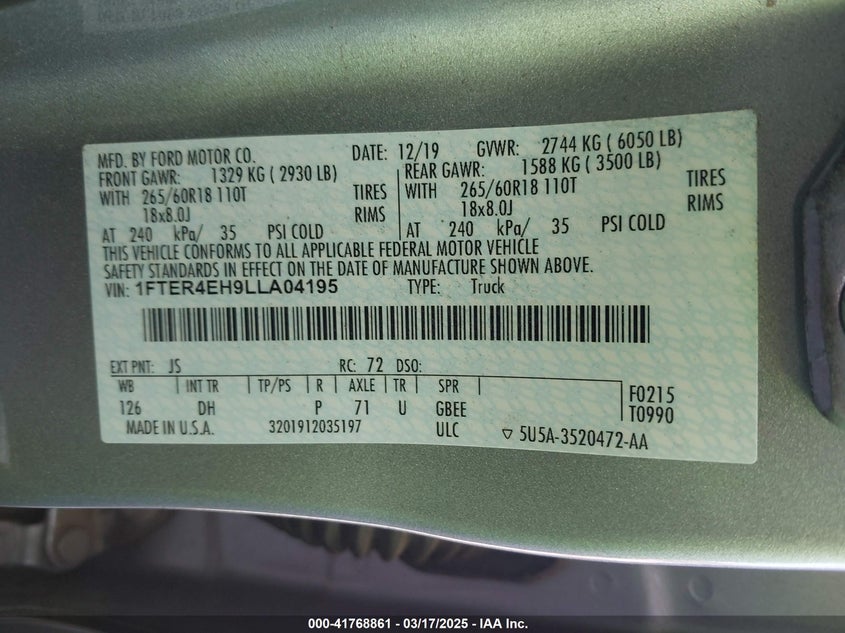 MFD. BY FORD MOTOR CO. DATE: 12/19 GVWR: 2744 KG ( 6050 LB)
FRONT GAWR: 1329 KG ( 2930 LB) REAR GAWR: 1588 KG ( 3500 LB)
WITH 265/60R18 110T TIRES WITH 265/60R18 110T TIRES
18x8.0J RIMS 18x8.0J RIMS
AT 240 kPa/ 35 PSI COLD AT 240 kPa/ 35 PSI COLD
THIS VEHICLE CONFORMS TO ALL APPLICABLE FEDERAL MOTOR VEHICLE
SAFETY STANDARDS IN EFFECT ON THE DATE OF MANUFACTURE SHOWN ABOVE.
VIN: 1FTER4EH9LLA04195 TYPE: Truck
EXT PNT: JS RC: 72 DSO:
WB INT TR TP/PS R AXLE TR SPR F0215
126 DH P 71 U GBEE T0990
MADE IN U.S.A. 3201912035197 ULC ▽ 5U5A-3520472-AA
000-41768861 - 03/17/2025 - IAA Inc.